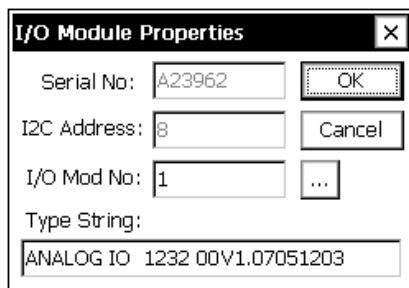 I/O Module Properties
Serial No: A23962 OK
I2C Address: 8 Cancel
I/O Mod No: 1 ...
Type String:
ANALOG IO  1232 00V1.07051203